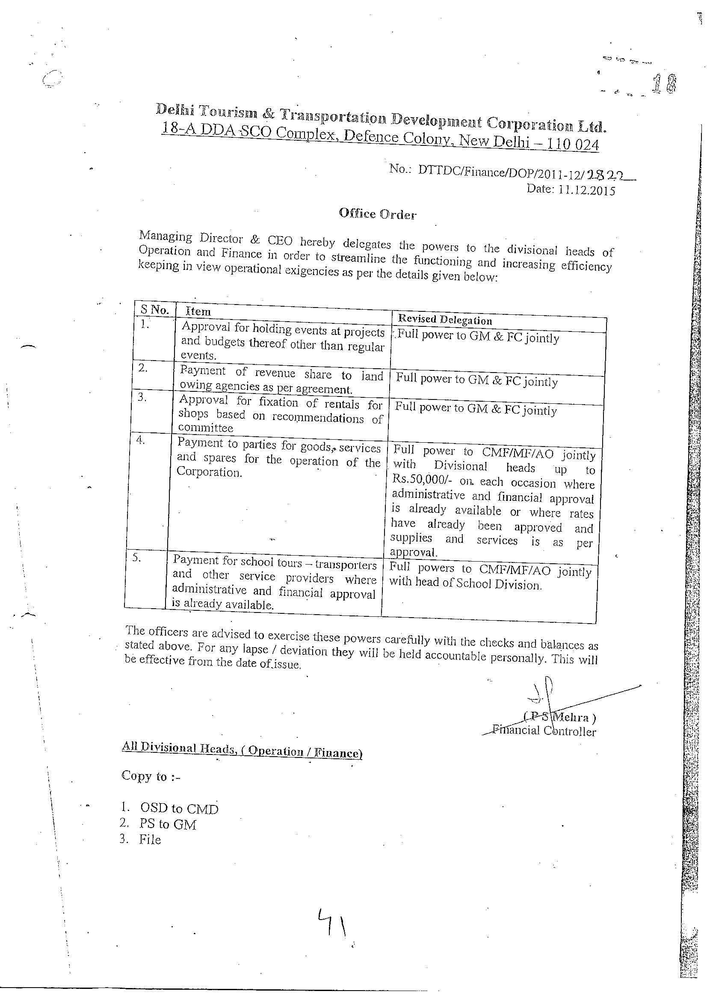 18
Delhi Tourism & Transportation Development Corporation Ltd.
18-A DDA SCO Complex, Defence Colony, New Delhi – 110 024
No.: DTTDC/Finance/DOP/2011-12/2822
Date: 11.12.2015
Office Order
Managing Director & CEO hereby delegates the powers to the divisional heads of
Operation and Finance in order to streamline the functioning and increasing efficiency
keeping in view operational exigencies as per the details given below:
S No. Item Revised Delegation
1. Approval for holding events at projects Full power to GM & FC jointly
and budgets thereof other than regular
events.
2. Payment of revenue share to land Full power to GM & FC jointly
owing agencies as per agreement.
3. Approval for fixation of rentals for Full power to GM & FC jointly
shops based on recommendations of
committee
4. Payment to parties for goods, services Full power to CMF/MF/AO jointly
and spares for the operation of the with Divisional heads up to
Corporation. Rs.50,000/- on each occasion where
administrative and financial approval
is already available or where rates
have already been approved and
supplies and services is as per
approval.
5. Payment for school tours – transporters Full powers to CMF/MF/AO jointly
and other service providers where with head of School Division.
administrative and financial approval
is already available.
The officers are advised to exercise these powers carefully with the checks and balances as
stated above. For any lapse / deviation they will be held accountable personally. This will
be effective from the date of issue.
(P S Mehra )
Financial Controller
All Divisional Heads, ( Operation / Finance)
Copy to :-
1. OSD to CMD
2. PS to GM
3. File
41